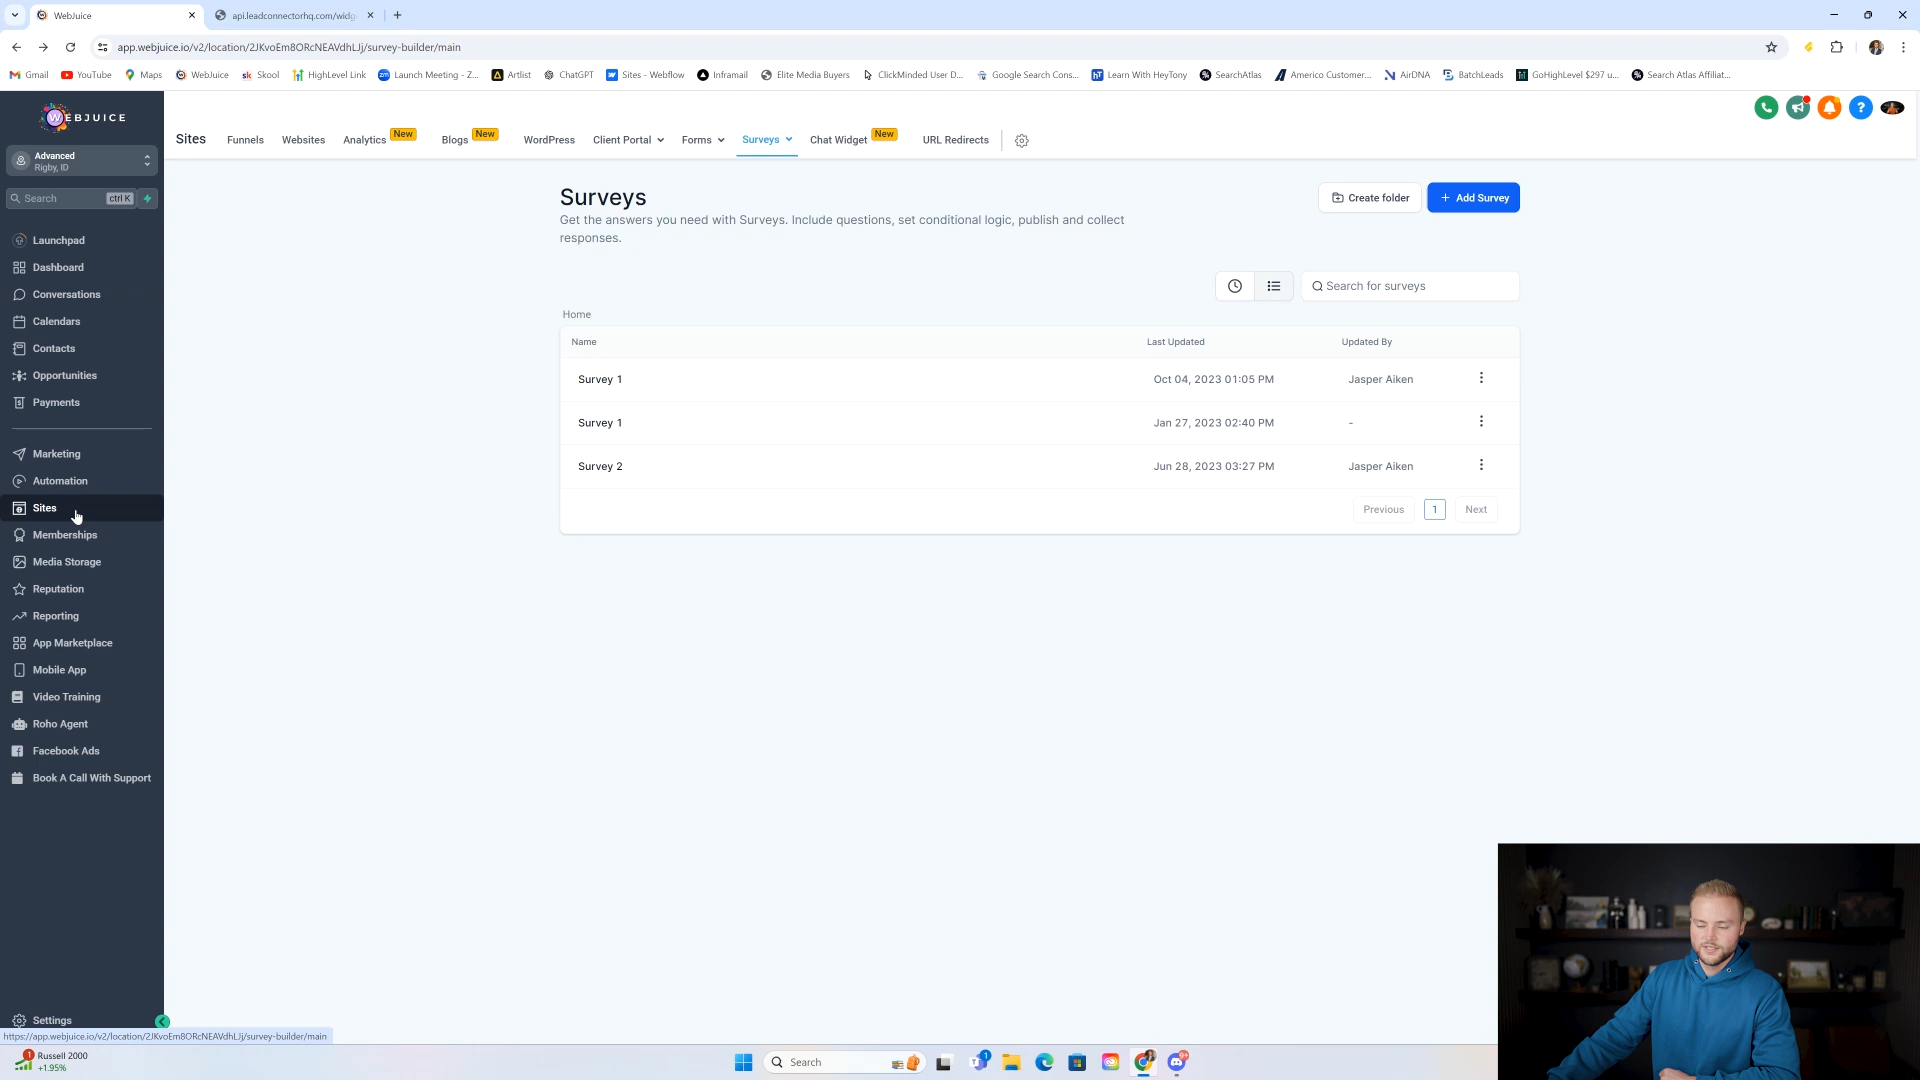 WebJuice
api.leadconnectorhq.com/widg
app.webjuice.io/v2/location/2JKvoEm8ORcNEAVdhLJj/survey-builder/main
Gmail YouTube Maps WebJuice Skool HighLevel Link Launch Meeting - Z... Artlist ChatGPT Sites - Webflow Inframail Elite Media Buyers ClickMinded User D... Google Search Cons... Learn With HeyTony SearchAtlas Americo Customer... AirDNA BatchLeads GoHighLevel $297 u... Search Atlas Affiliat...
WEBJUICE
Advanced
Rigby, ID
Search ctrl K
Launchpad
Dashboard
Conversations
Calendars
Contacts
Opportunities
Payments
Marketing
Automation
Sites
Memberships
Media Storage
Reputation
Reporting
App Marketplace
Mobile App
Video Training
Roho Agent
Facebook Ads
Book A Call With Support
Settings
Sites Funnels Websites Analytics New Blogs New WordPress Client Portal Forms Surveys Chat Widget New URL Redirects
Surveys
Get the answers you need with Surveys. Include questions, set conditional logic, publish and collect
responses.
Create folder
+ Add Survey
Search for surveys
Home
Name Last Updated Updated By
Survey 1 Oct 04, 2023 01:05 PM Jasper Aiken
Survey 1 Jan 27, 2023 02:40 PM -
Survey 2 Jun 28, 2023 03:27 PM Jasper Aiken
Previous 1 Next
https://app.webjuice.io/v2/location/2JKvoEm8ORcNEAVdhLJj/survey-builder/main
1
Russell 2000
+1.95%
Search
1
9+